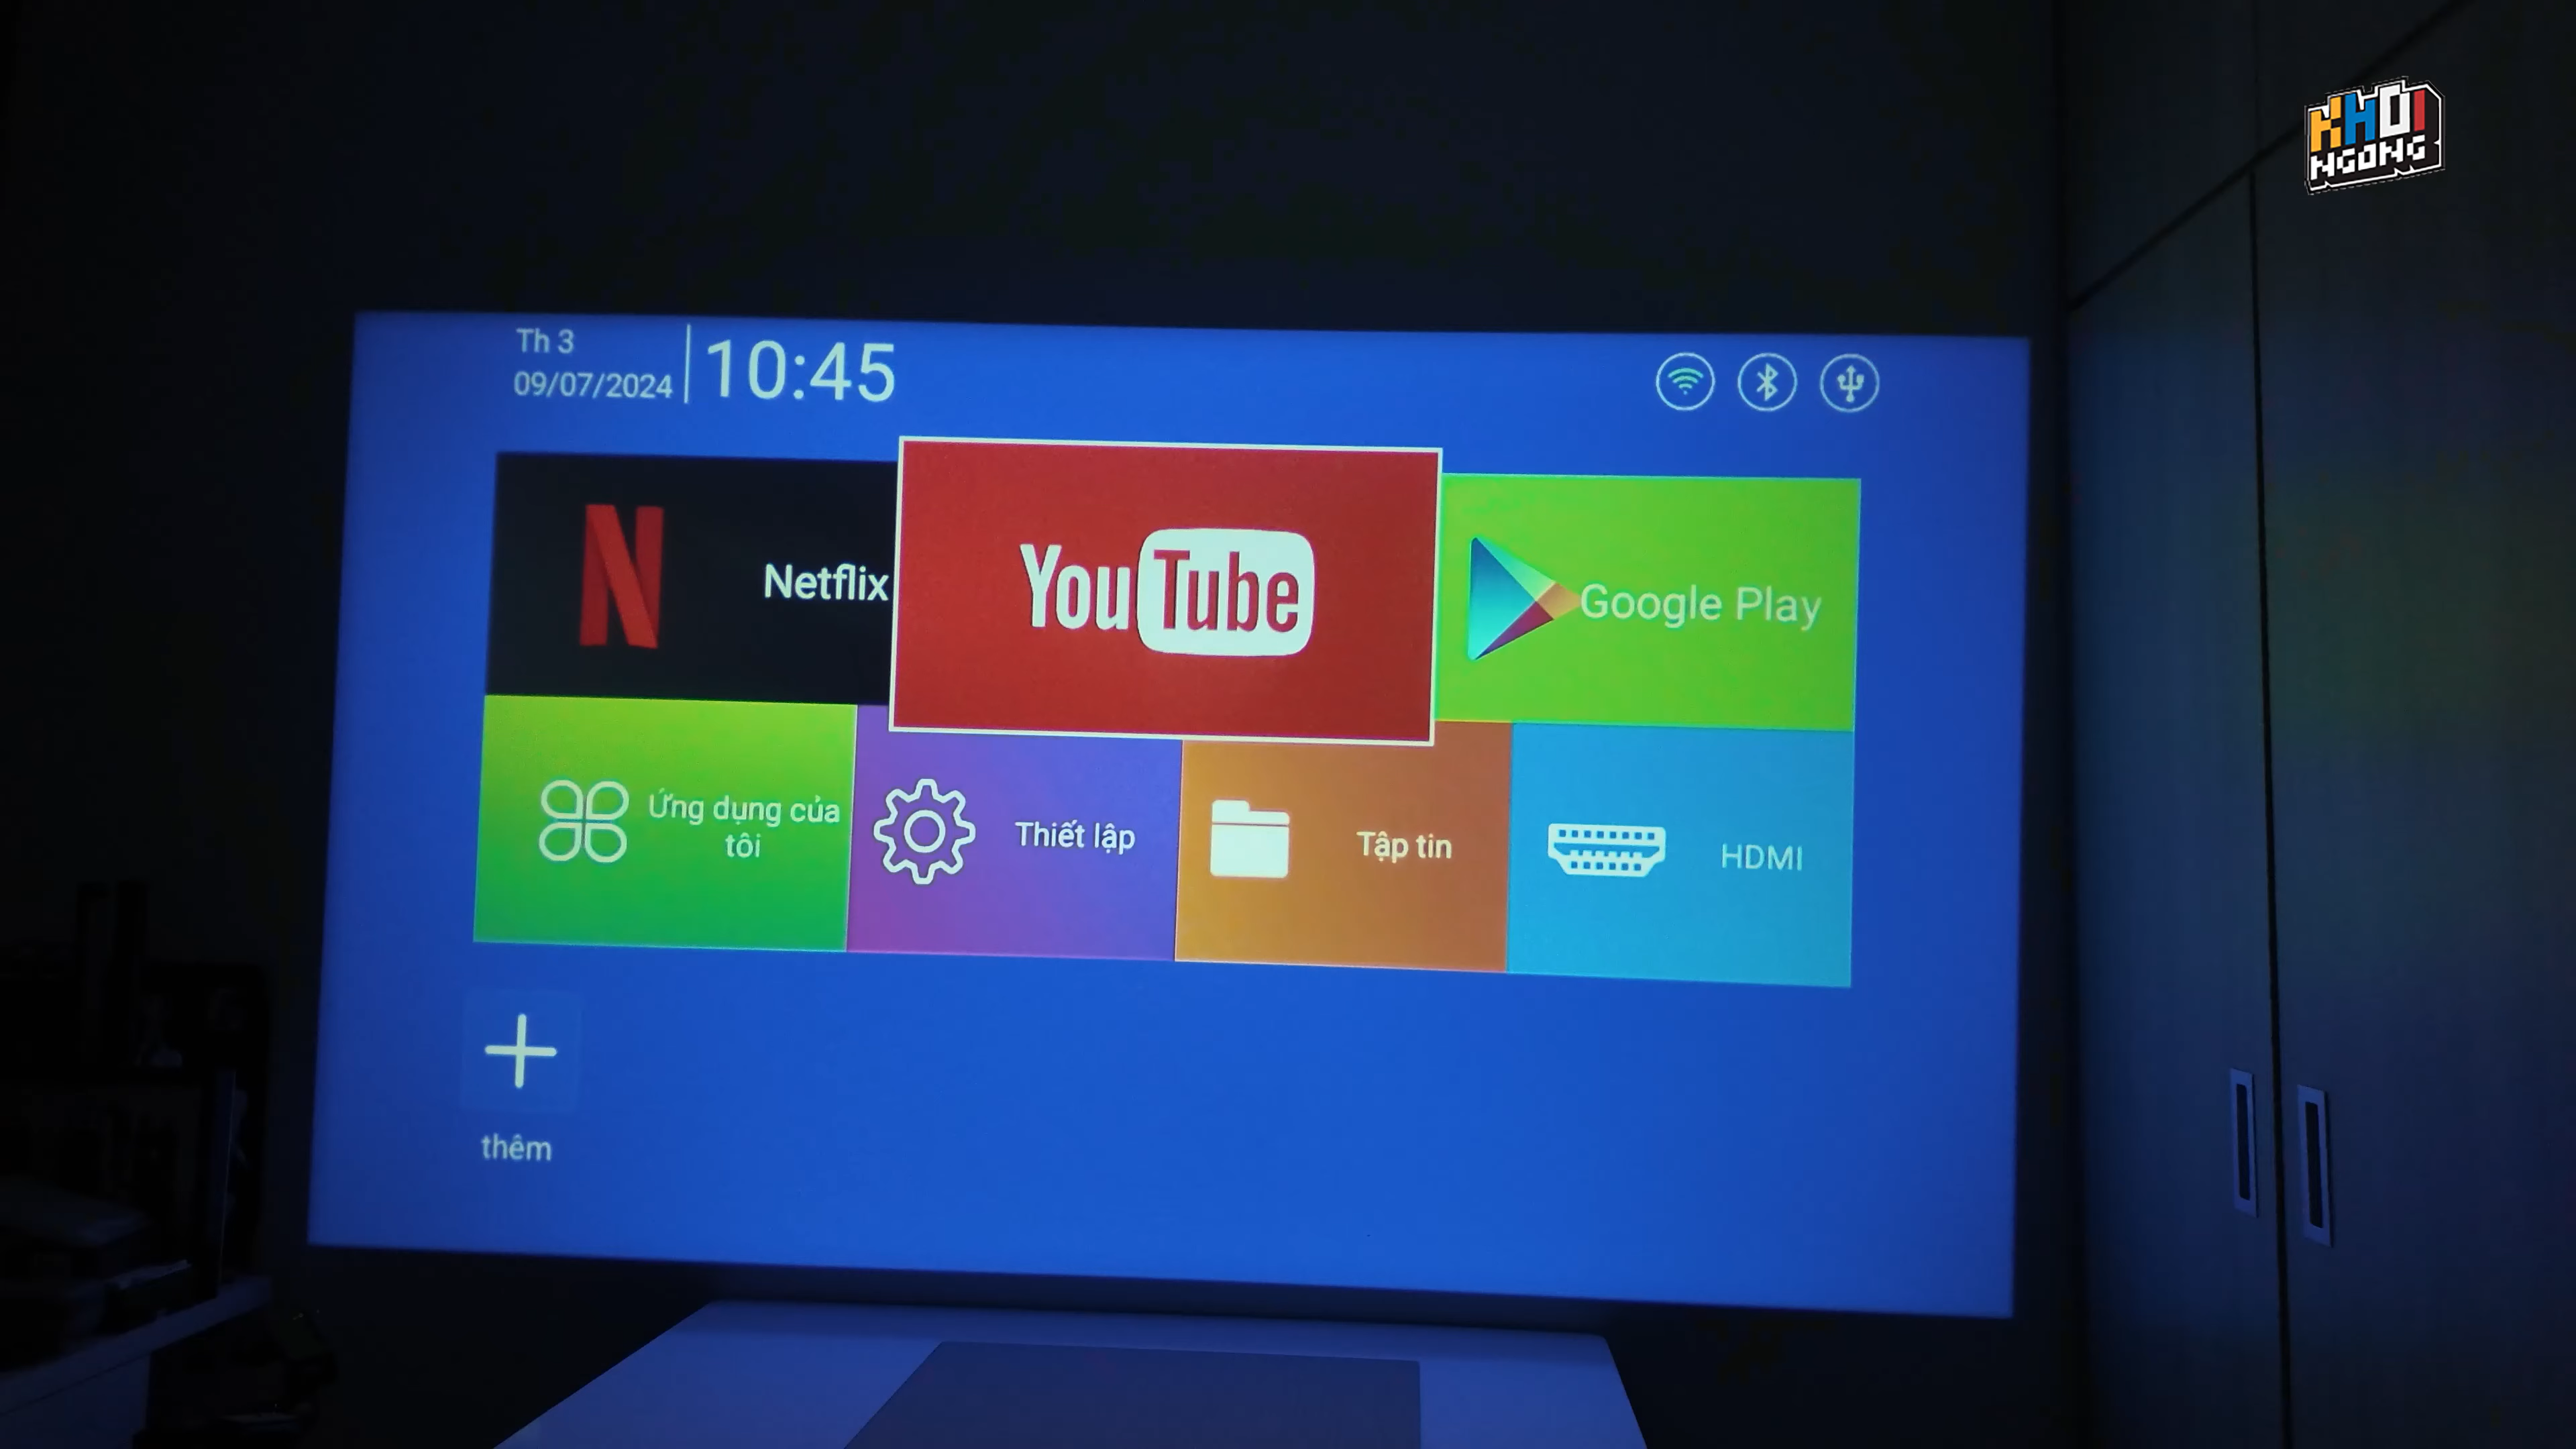 KHOI
NGONG
Th 3
09/07/2024
10:45
Netflix
YouTube
Google Play
Ứng dụng của
tôi
Thiết lập
Tập tin
HDMI
thêm